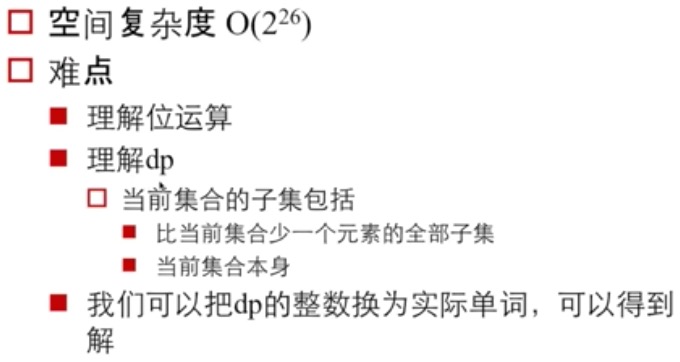 空间复杂度 O(2²⁶)
难点
理解位运算
理解dp
当前集合的子集包括
比当前集合少一个元素的全部子集
当前集合本身
我们可以把dp的整数换为实际单词，可以得到
解